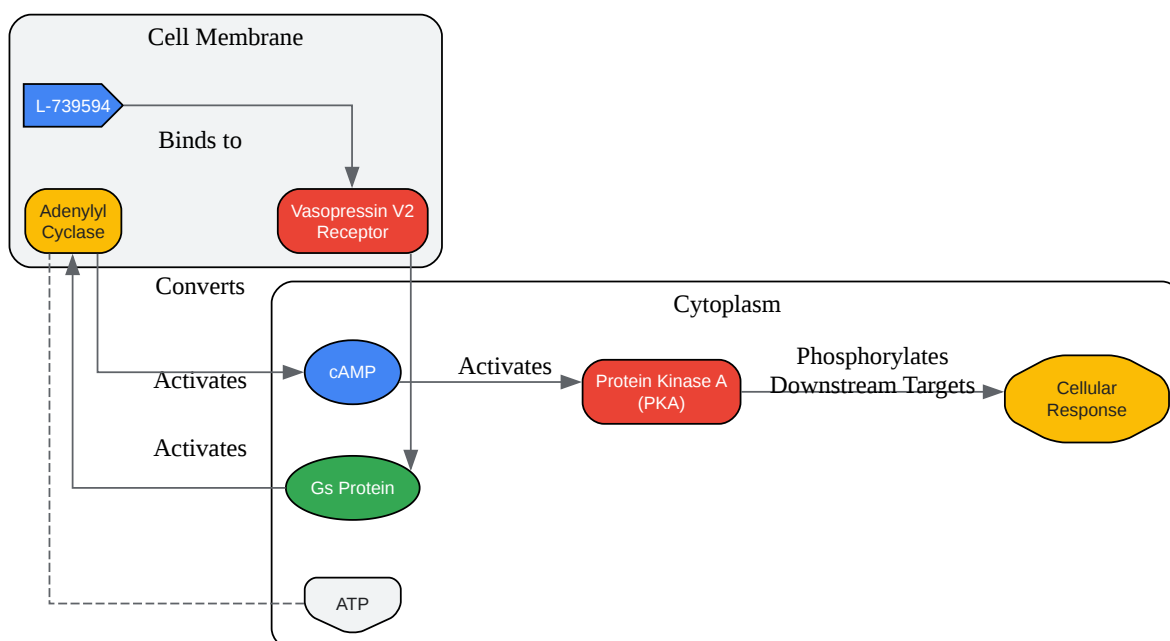 Cell Membrane
L-739594
Binds to
Adenylyl
Cyclase
Vasopressin V2
Receptor
Converts
Cytoplasm
Activates
cAMP
Activates
Protein Kinase A
(PKA)
Phosphorylates
Downstream Targets
Cellular
Response
Activates
Gs Protein
ATP